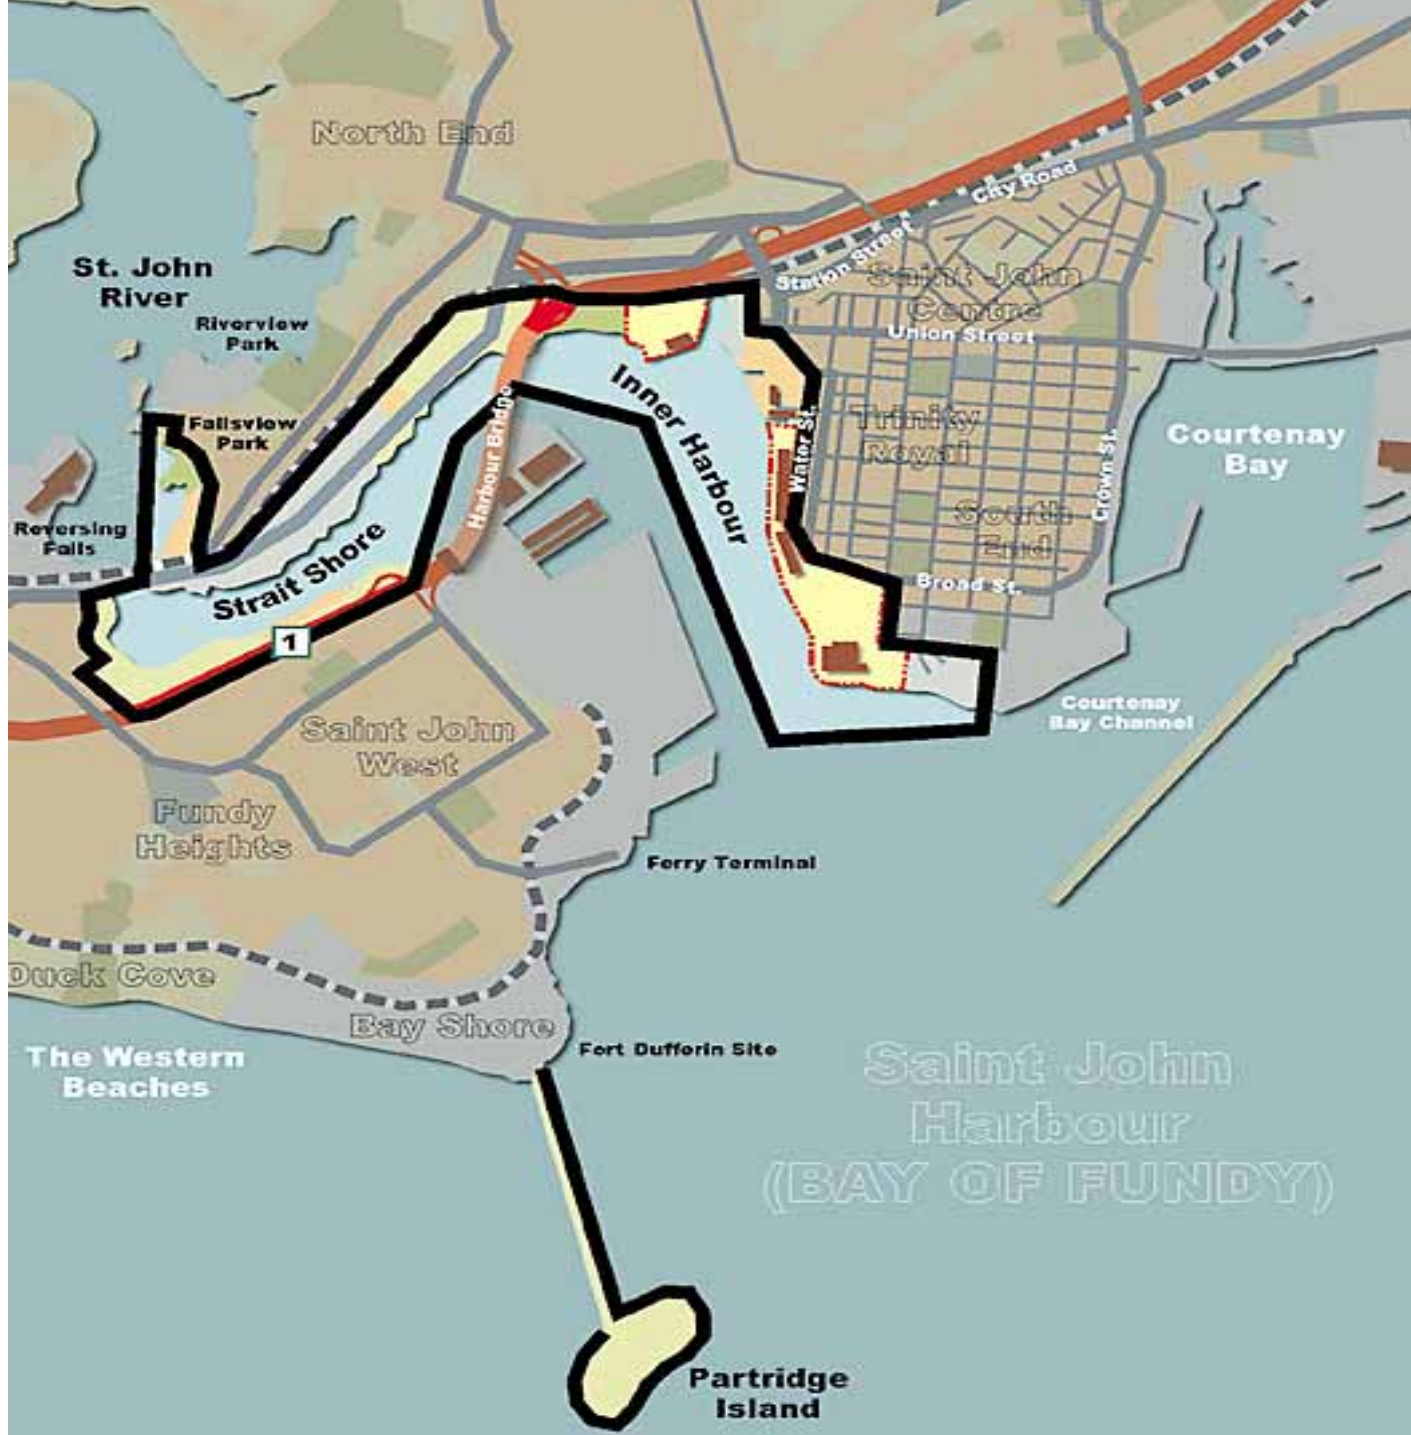 North End
City Road
Station Street
St. John
River
Saint John
Centre
Riverview
Park
Union Street
Inner Harbour
Fallsview
Park
Harbour Bridge
Water St.
Trinity
Royal
Crown St.
Courtenay
Bay
Reversing
Falls
South
End
Strait Shore
Broad St.
1
Courtenay
Bay Channel
Saint John
West
Fundy
Heights
Ferry Terminal
Duck Cove
Bay Shore
Fort Dufferin Site
The Western
Beaches
Saint John
Harbour
(BAY OF FUNDY)
Partridge
Island